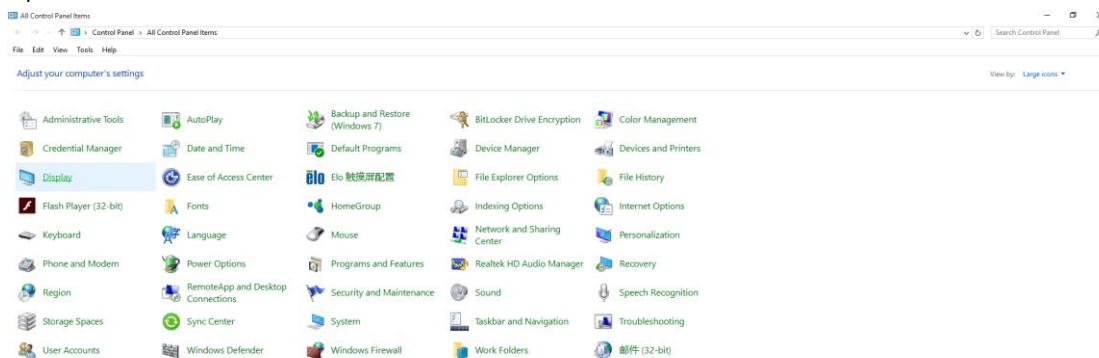 All Control Panel Items
Control Panel > All Control Panel Items
Search Control Panel
File Edit View Tools Help
Adjust your computer's settings
View by: Large icons
Administrative Tools
AutoPlay
Backup and Restore
(Windows 7)
BitLocker Drive Encryption
Color Management
Credential Manager
Date and Time
Default Programs
Device Manager
Devices and Printers
Display
Ease of Access Center
elo Elo 触摸屏配置
File Explorer Options
File History
Flash Player (32-bit)
Fonts
HomeGroup
Indexing Options
Internet Options
Keyboard
Language
Mouse
Network and Sharing
Center
Personalization
Phone and Modem
Power Options
Programs and Features
Realtek HD Audio Manager
Recovery
Region
RemoteApp and Desktop
Connections
Security and Maintenance
Sound
Speech Recognition
Storage Spaces
Sync Center
System
Taskbar and Navigation
Troubleshooting
User Accounts
Windows Defender
Windows Firewall
Work Folders
邮件 (32-bit)